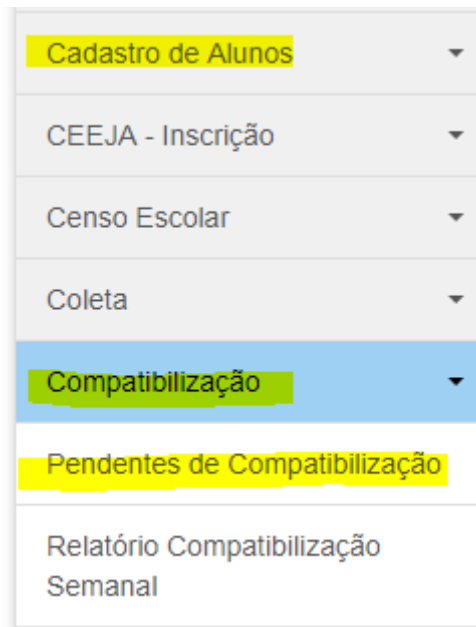 Cadastro de Alunos
CEEJA - Inscrição
Censo Escolar
Coleta
Compatibilização
Pendentes de Compatibilização
Relatório Compatibilização
Semanal